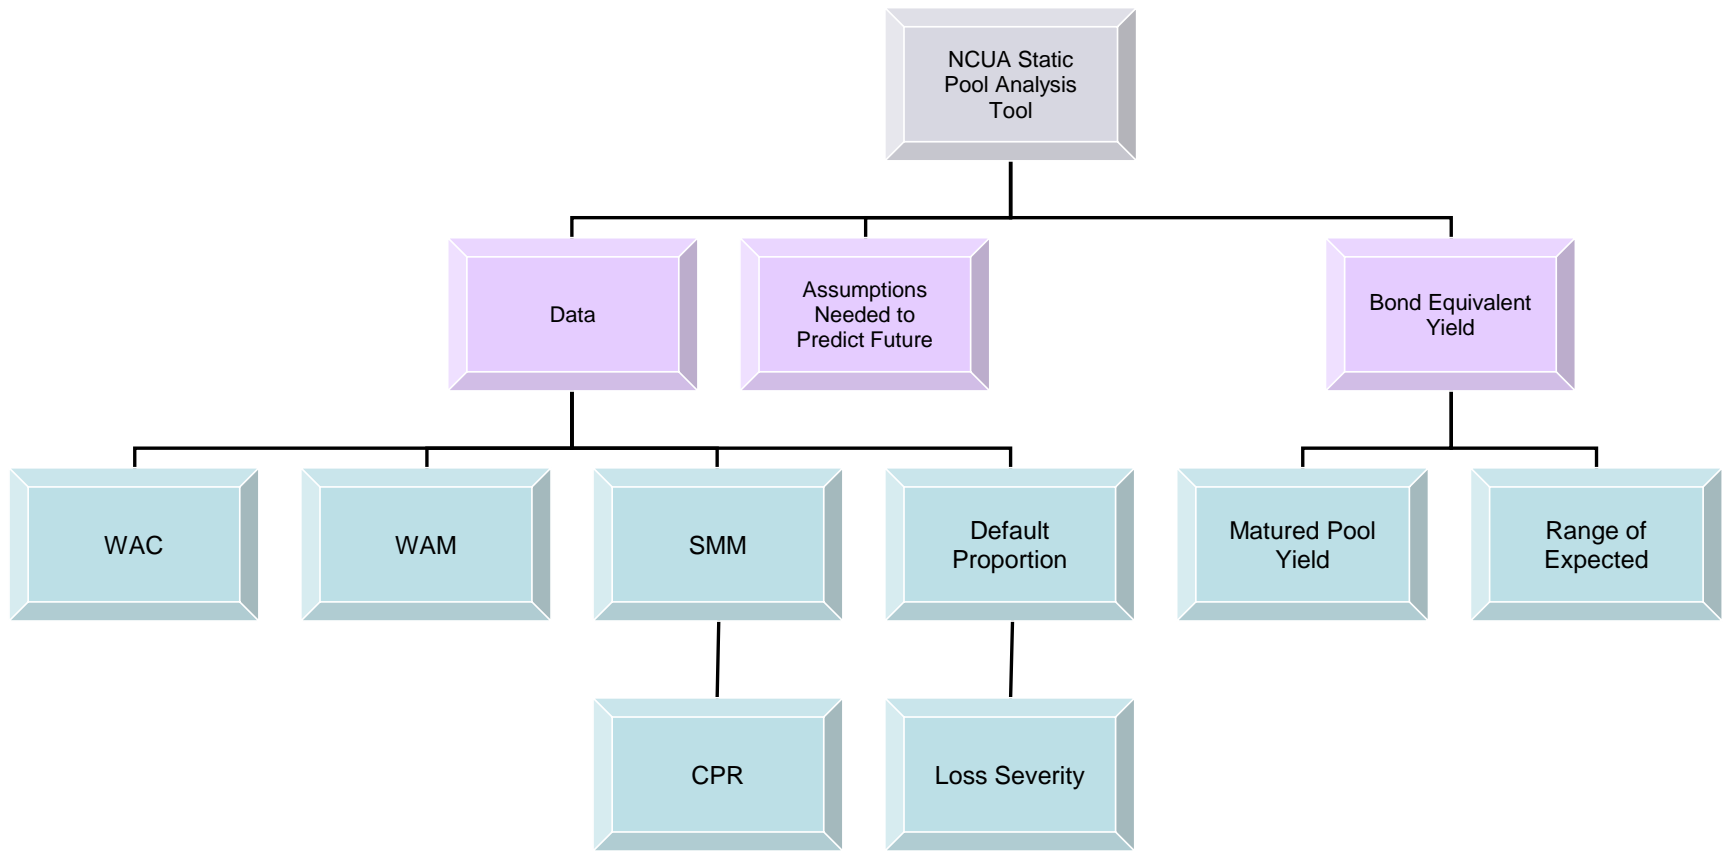 NCUA Static
Pool Analysis
Tool
Data
Assumptions
Needed to
Predict Future
Bond Equivalent
Yield
WAC
WAM
SMM
Default
Proportion
Matured Pool
Yield
Range of
Expected
CPR
Loss Severity